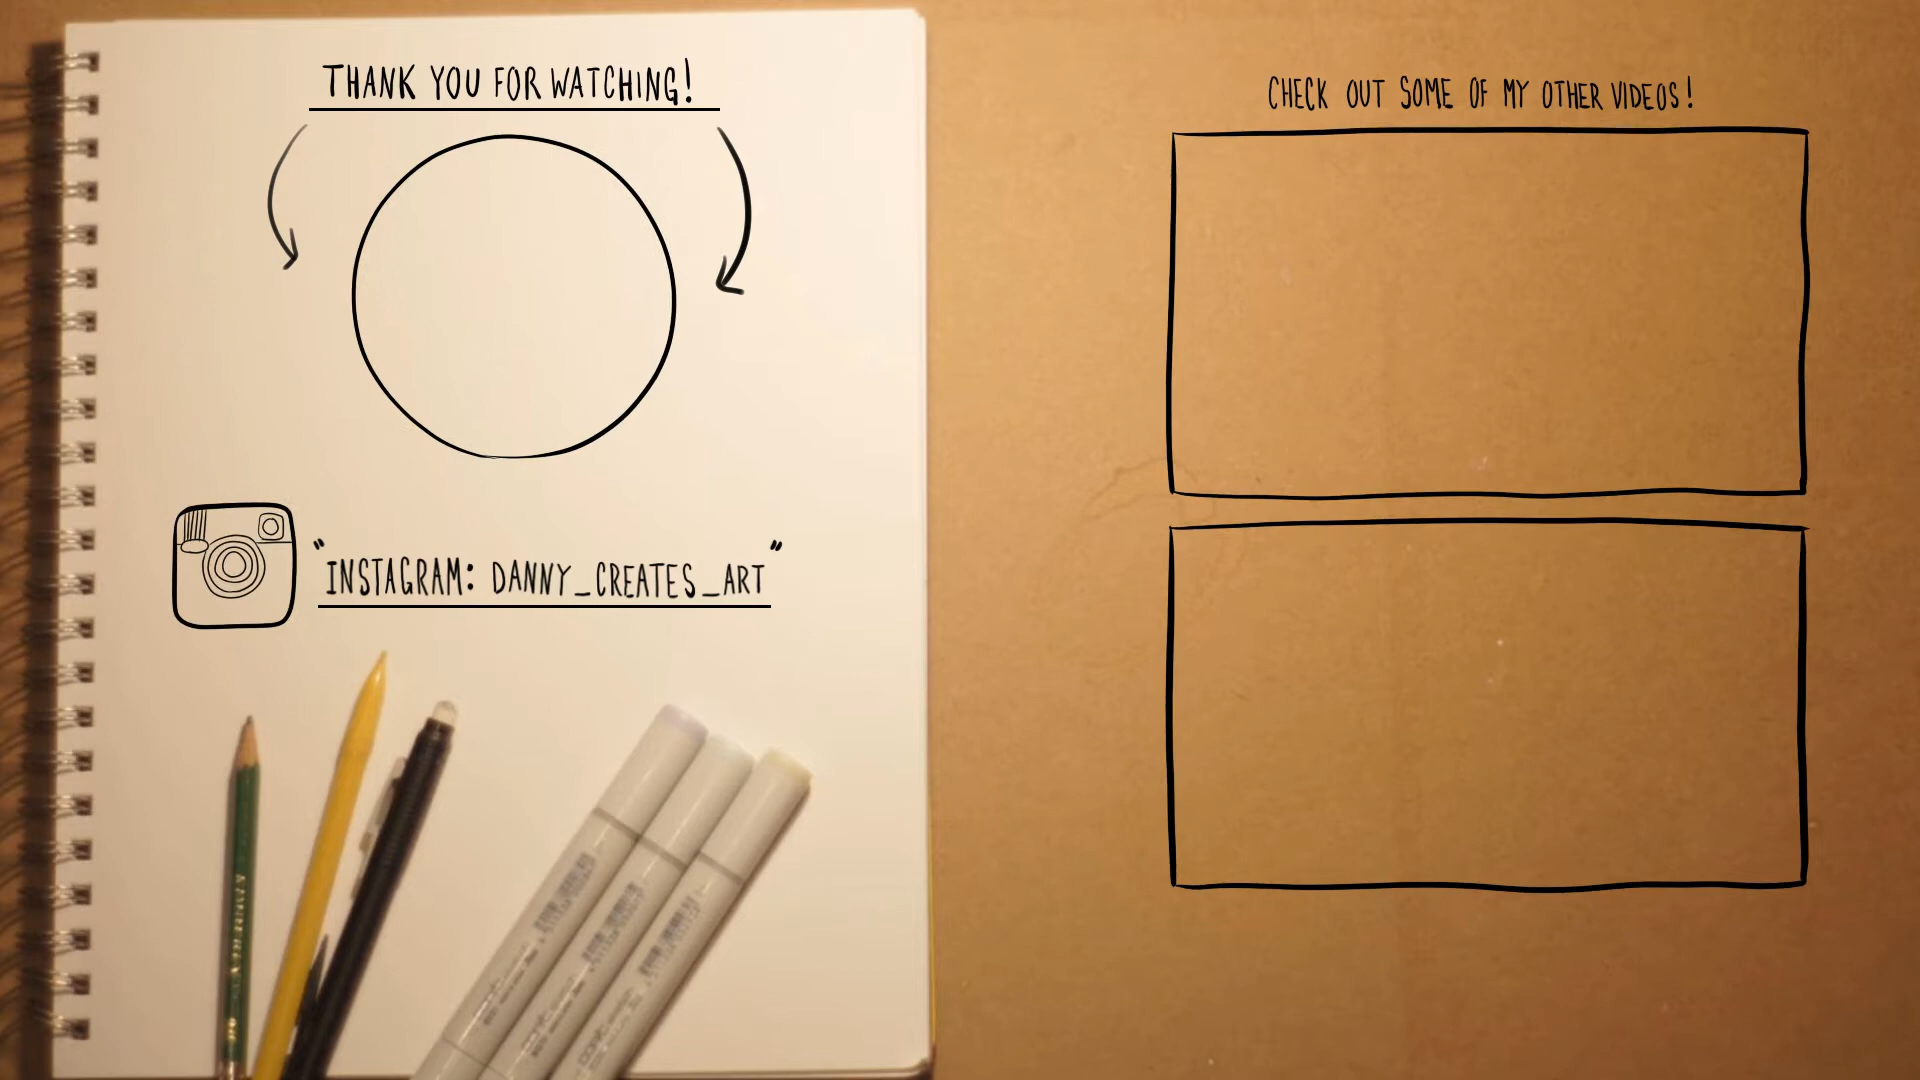 THANK YOU FOR WATCHING!
"INSTAGRAM: DANNY_CREATES_ART"
CHECK OUT SOME OF MY OTHER VIDEOS!